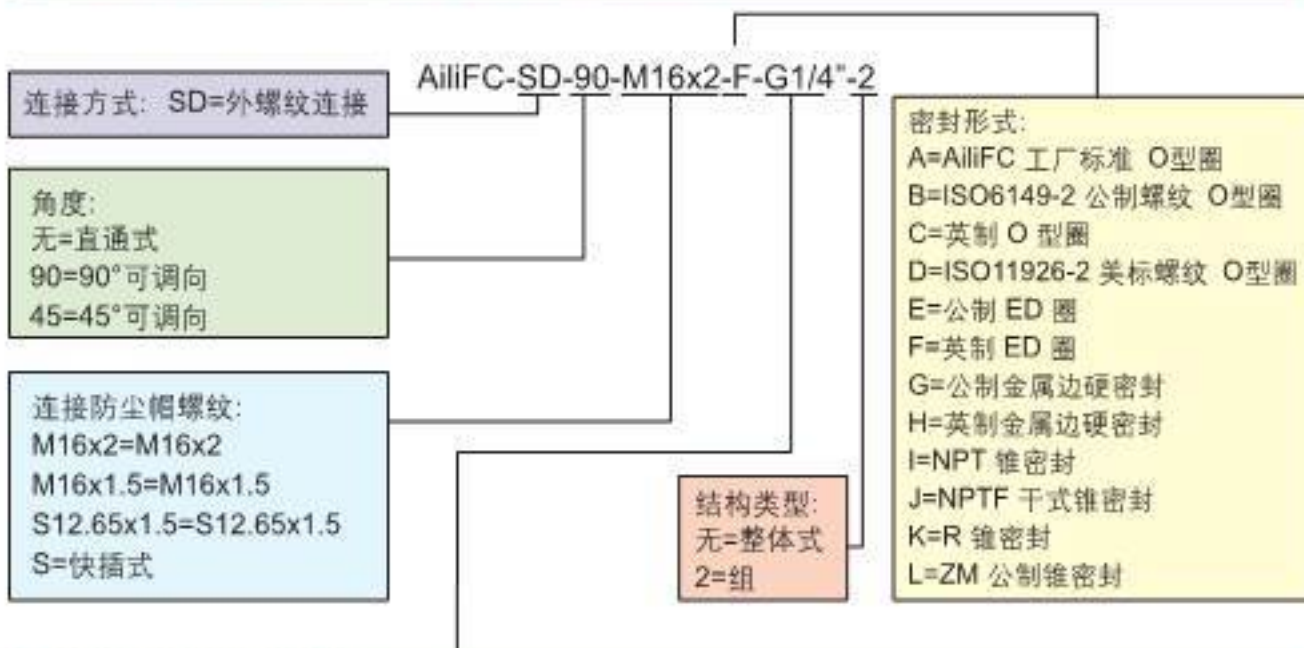 AiliFC-SD-90-M16x2-F-G1/4"-2
连接方式: SD=外螺纹连接
角度:
无=直通式
90=90°可调向
45=45°可调向
连接防尘帽螺纹:
M16x2=M16x2
M16x1.5=M16x1.5
S12.65x1.5=S12.65x1.5
S=快插式
结构类型:
无=整体式
2=组
密封形式:
A=AiliFC 工厂标准 O型圈
B=ISO6149-2 公制螺纹 O型圈
C=英制 O 型圈
D=ISO11926-2 美标螺纹 O型圈
E=公制 ED 圈
F=英制 ED 圈
G=公制金属边硬密封
H=英制金属边硬密封
I=NPT 锥密封
J=NPTF 干式锥密封
K=R 锥密封
L=ZM 公制锥密封